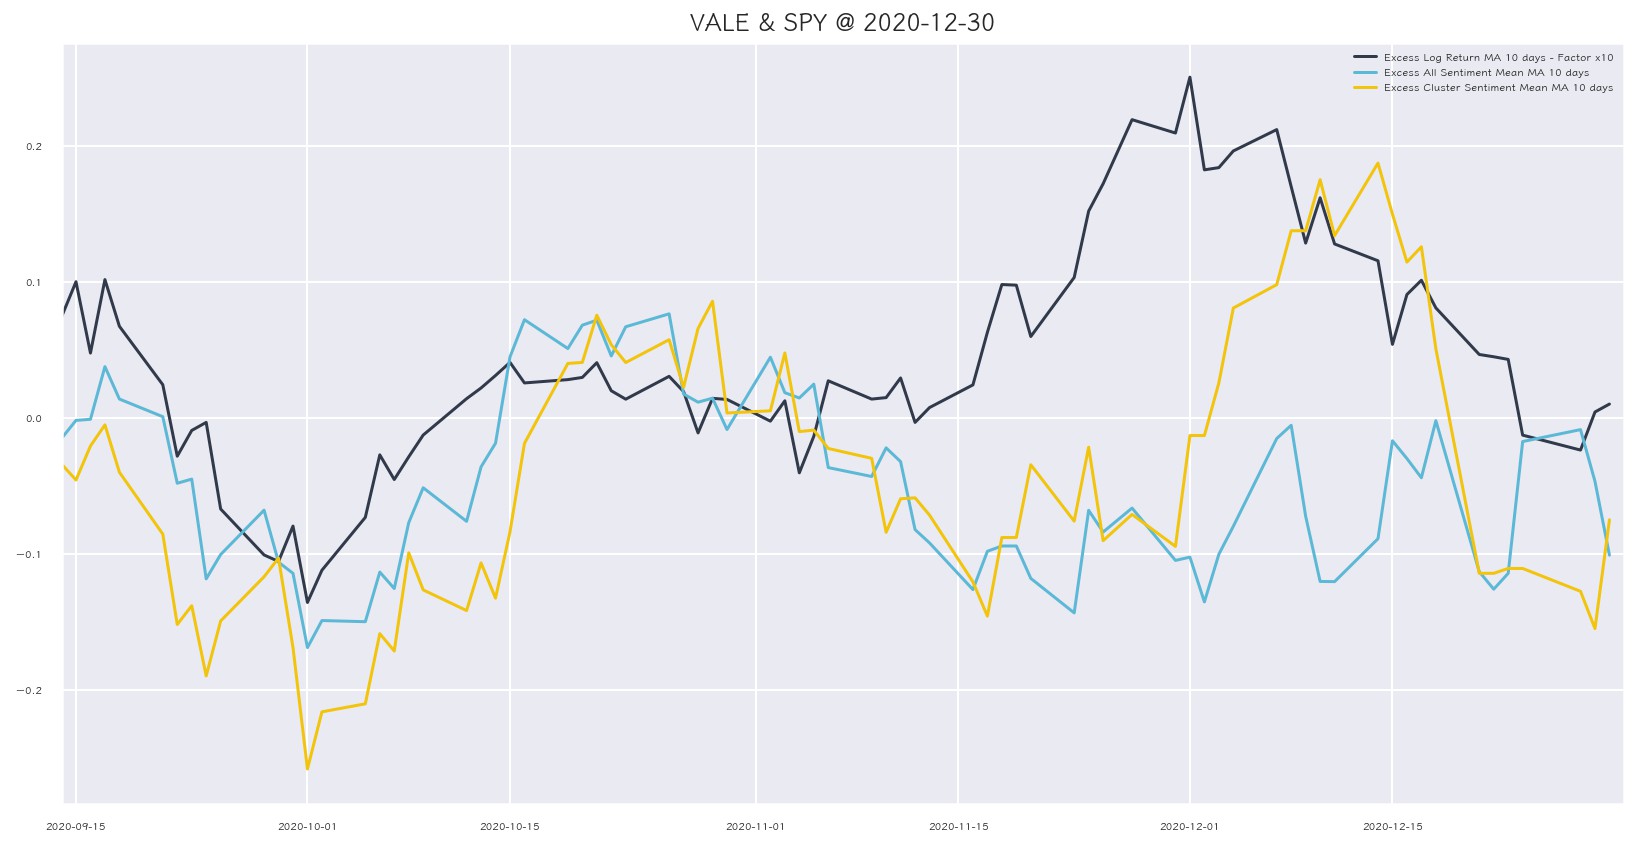 VALE & SPY @ 2020-12-30
Excess Log Return MA 10 days - Factor x10
Excess All Sentiment Mean MA 10 days
Excess Cluster Sentiment Mean MA 10 days
0.2
0.1
0.0
−0.1
−0.2
2020-09-15 2020-10-01 2020-10-15 2020-11-01 2020-11-15 2020-12-01 2020-12-15